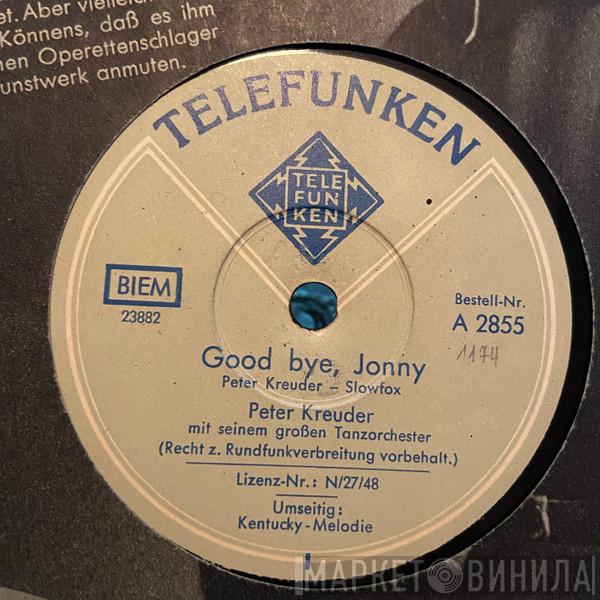 et. Aber vielleich
Könnens, daß es ihm
nen Operettenschlager
unstwerk anmuten.
TELEFUNKEN
TELE
FUN
KEN
BIEM
23882
Bestell-Nr.
A 2855
1174
Good bye, Jonny
Peter Kreuder – Slowfox
Peter Kreuder
mit seinem großen Tanzorchester
(Recht z. Rundfunkverbreitung vorbehalt.)
Lizenz-Nr.: N/27/48
Umseitig:
Kentucky-Melodie
МАРКЕТ ВИНИЛА